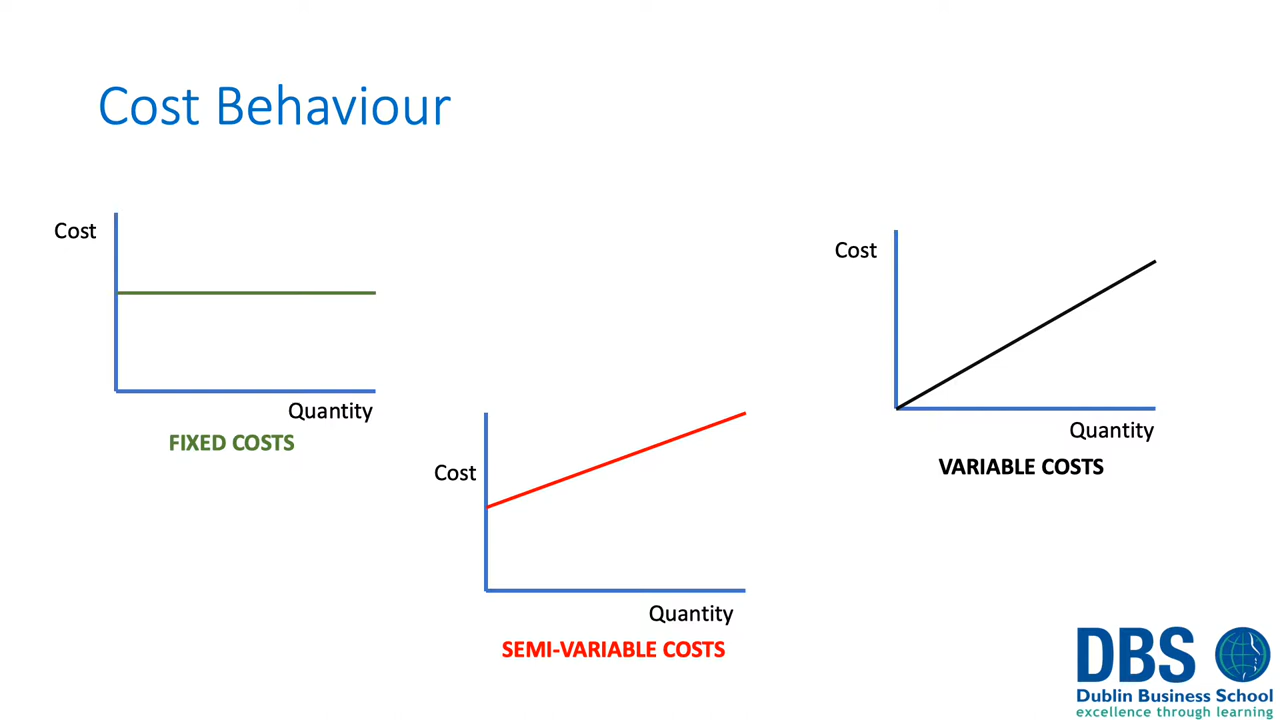 Cost Behaviour
Cost
Quantity
FIXED COSTS
Cost
Quantity
SEMI-VARIABLE COSTS
Cost
Quantity
VARIABLE COSTS
DBS
Dublin Business School
excellence through learning